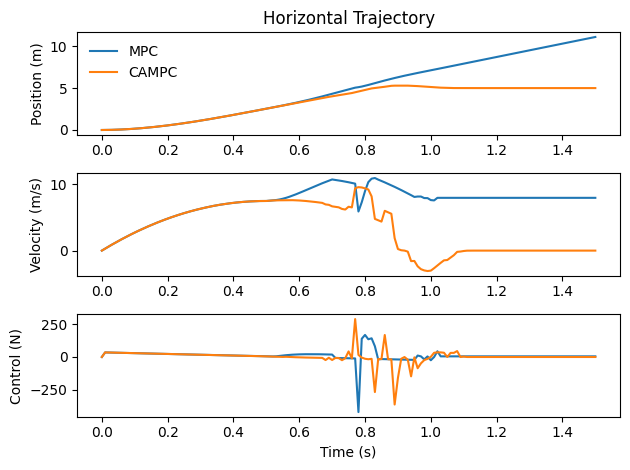 Horizontal Trajectory
Position (m)
10
5
0
MPC
CAMPC
0.0 0.2 0.4 0.6 0.8 1.0 1.2 1.4
Velocity (m/s)
10
0
0.0 0.2 0.4 0.6 0.8 1.0 1.2 1.4
Control (N)
250
0
−250
0.0 0.2 0.4 0.6 0.8 1.0 1.2 1.4
Time (s)